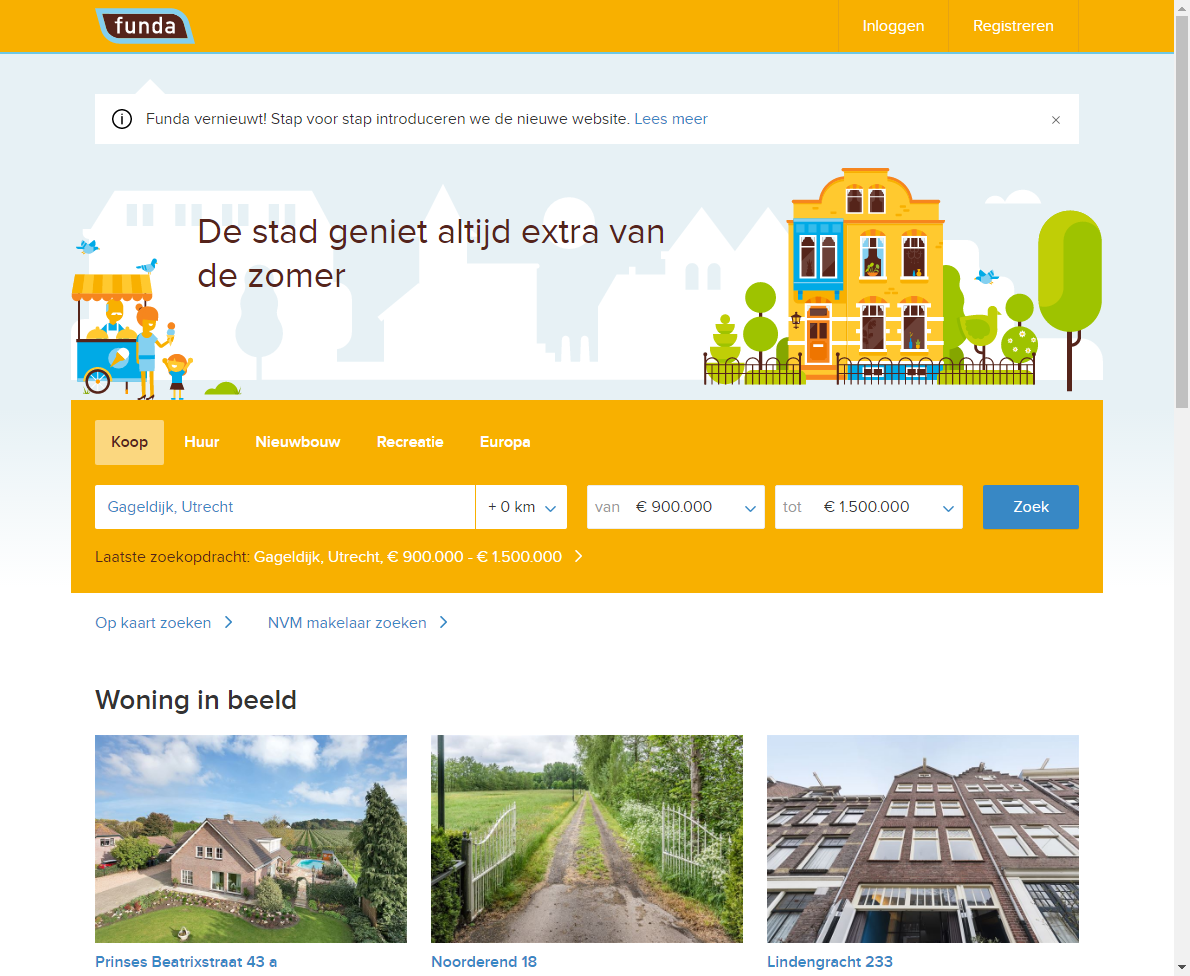 funda
Inloggen
Registreren
Funda vernieuwt! Stap voor stap introduceren we de nieuwe website. Lees meer
De stad geniet altijd extra van
de zomer
Koop
Huur
Nieuwbouw
Recreatie
Europa
Gageldijk, Utrecht
+ 0 km
van € 900.000
tot € 1.500.000
Zoek
Laatste zoekopdracht: Gageldijk, Utrecht, € 900.000 - € 1.500.000
Op kaart zoeken
NVM makelaar zoeken
Woning in beeld
Prinses Beatrixstraat 43 a
Noorderend 18
Lindengracht 233